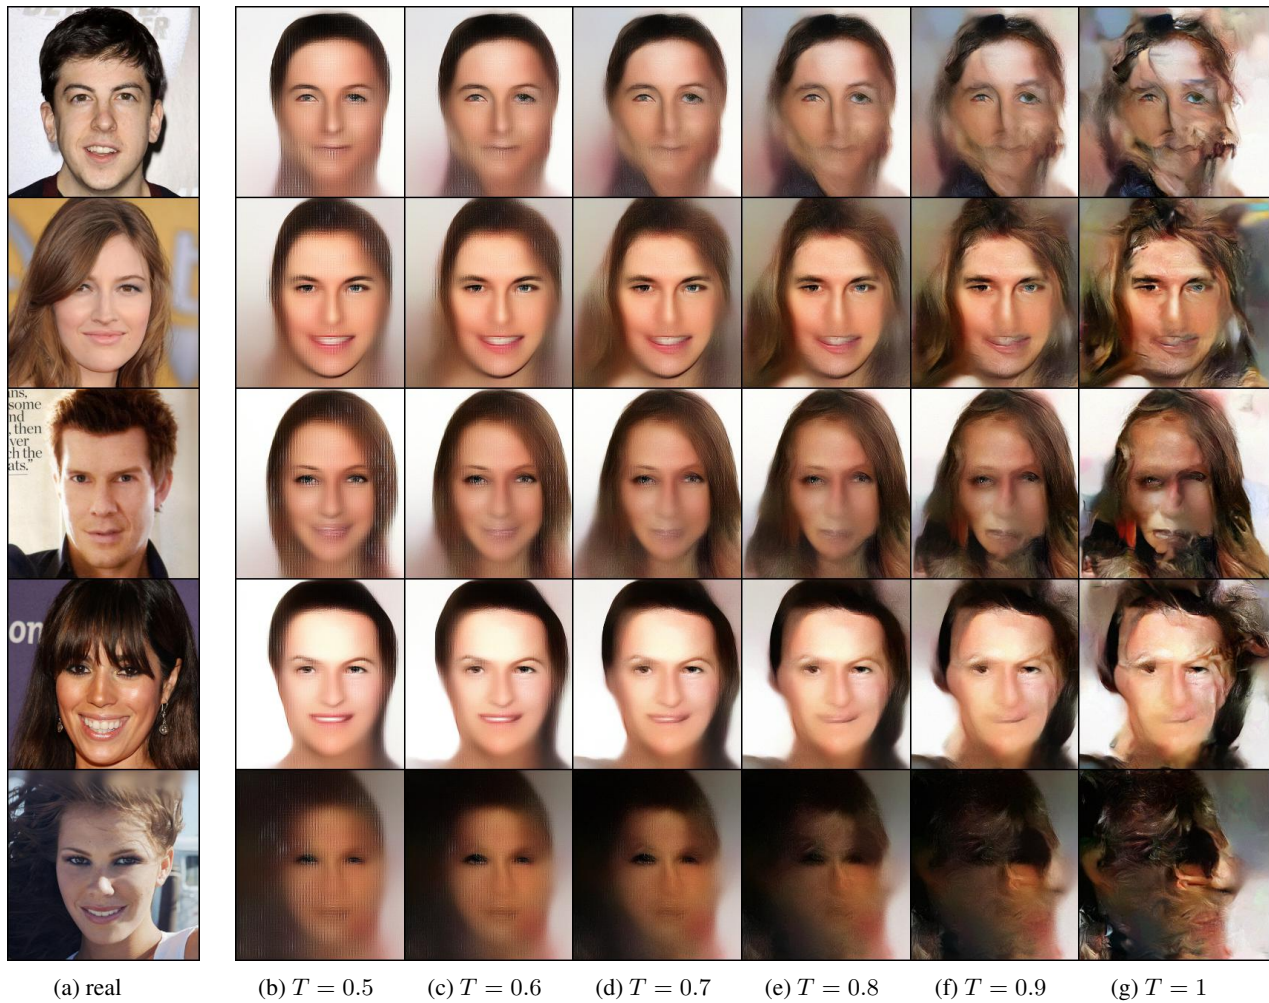 ans,
some
nd
, then
ver
ch the
ats."
on
(a) real
(b) T = 0.5
(c) T = 0.6
(d) T = 0.7
(e) T = 0.8
(f) T = 0.9
(g) T = 1